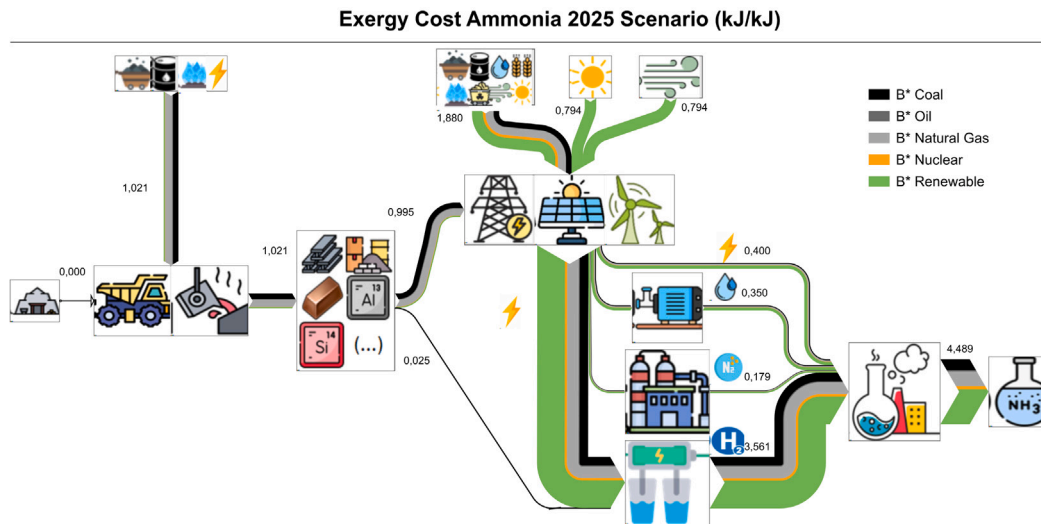 Exergy Cost Ammonia 2025 Scenario (kJ/kJ)
1,880
0,794
0,794
B* Coal
B* Oil
B* Natural Gas
B* Nuclear
B* Renewable
1,021
0,995
0,000
1,021
0,400
0,350
13
Al
14
Si
(...)
0,025
N₂
0,179
4,489
NH₃
H₂
3,561